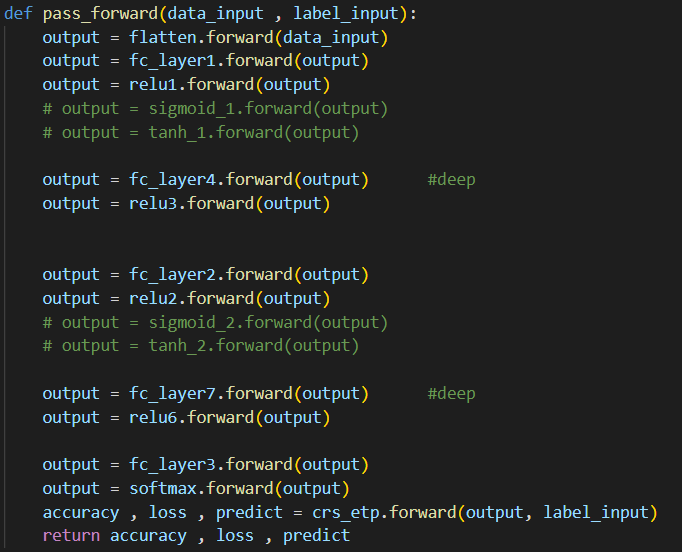 def pass_forward(data_input , label_input):
    output = flatten.forward(data_input)
    output = fc_layer1.forward(output)
    output = relu1.forward(output)
    # output = sigmoid_1.forward(output)
    # output = tanh_1.forward(output)
    output = fc_layer4.forward(output)      #deep
    output = relu3.forward(output)
    output = fc_layer2.forward(output)
    output = relu2.forward(output)
    # output = sigmoid_2.forward(output)
    # output = tanh_2.forward(output)
    output = fc_layer7.forward(output)      #deep
    output = relu6.forward(output)
    output = fc_layer3.forward(output)
    output = softmax.forward(output)
    accuracy , loss , predict = crs_etp.forward(output, label_input)
    return accuracy , loss , predict